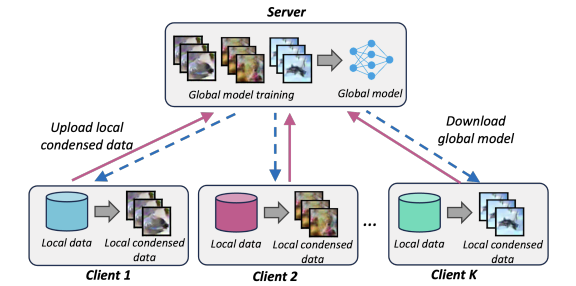 Server
Global model training
Global model
Upload local
condensed data
Download
global model
Local data
Local condensed
data
Client 1
Local data
Local condensed
data
Client 2
...
Local data
Local condensed
data
Client K